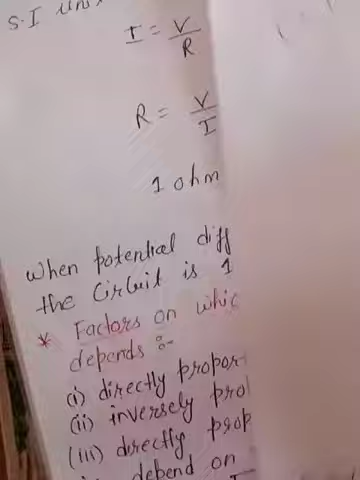 S.I Uni
I = V/R
R = V/I
1 ohm
When potential diff
the Circuit is 1
* Factors on whic
depends :-
(i) directly propor
(ii) inversely pro
(iii) directly prop
depend on